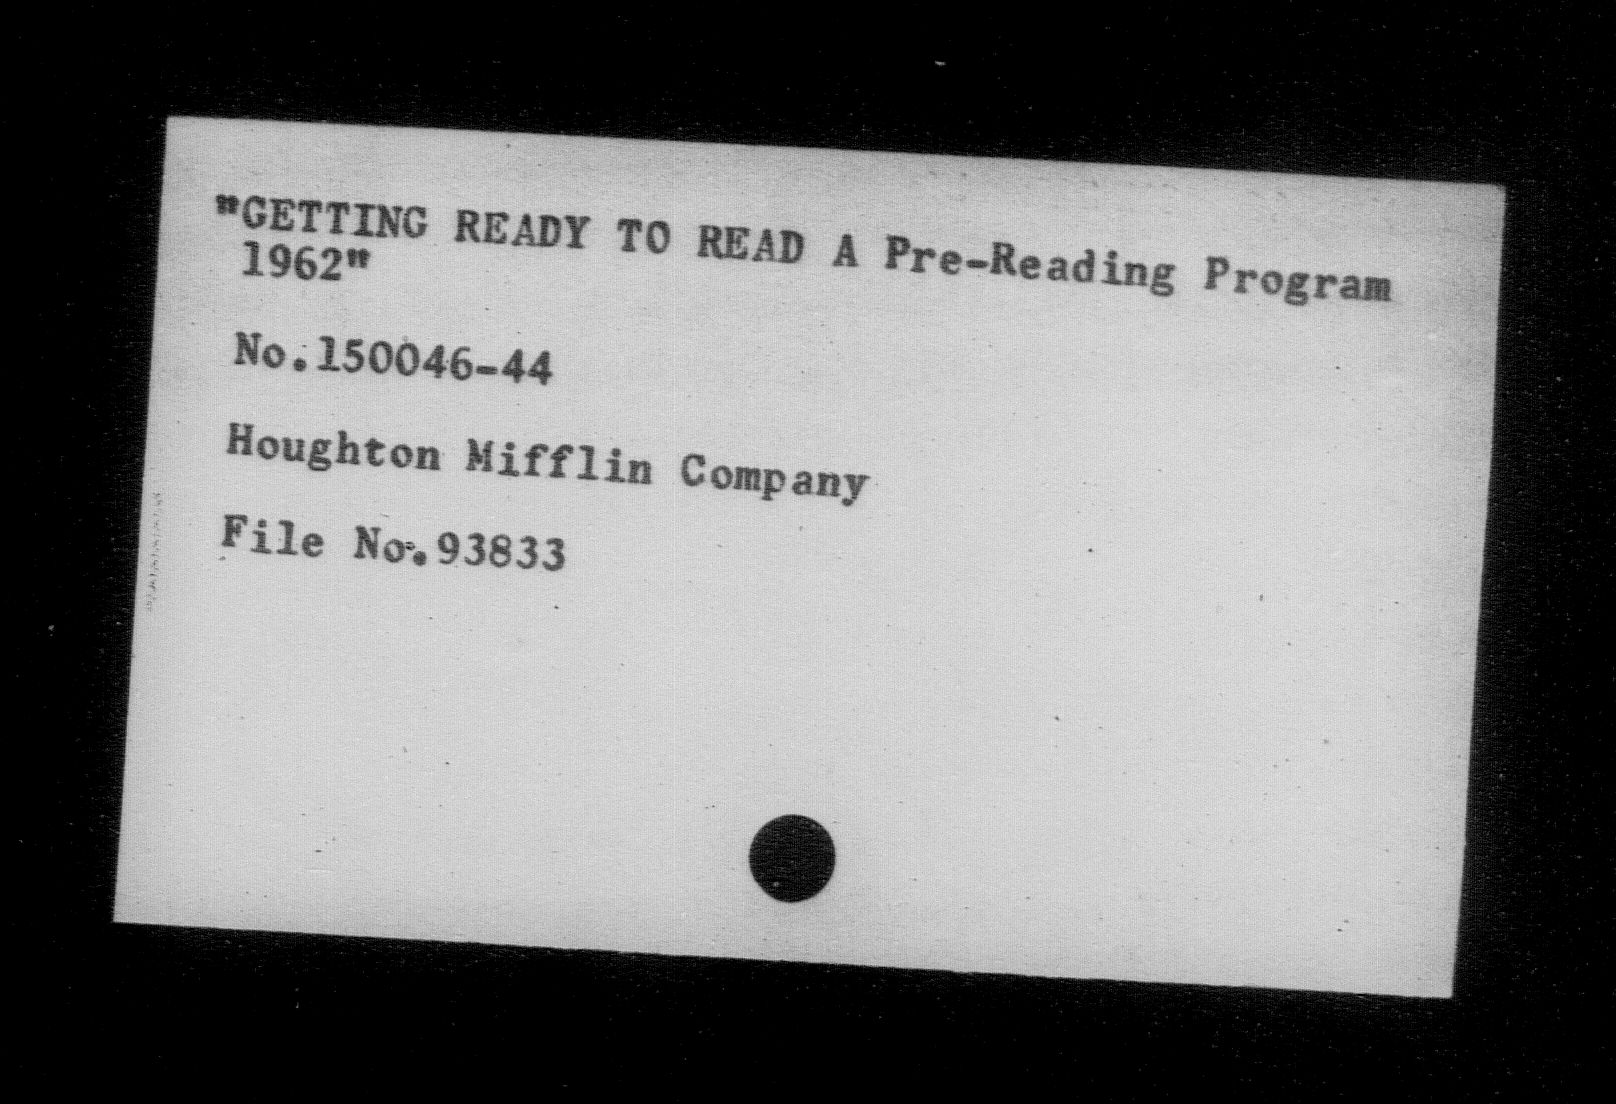 "GETTING READY TO READ A Pre-Reading Program
1962"
No.150046-44
Houghton Mifflin Company
File No.93833